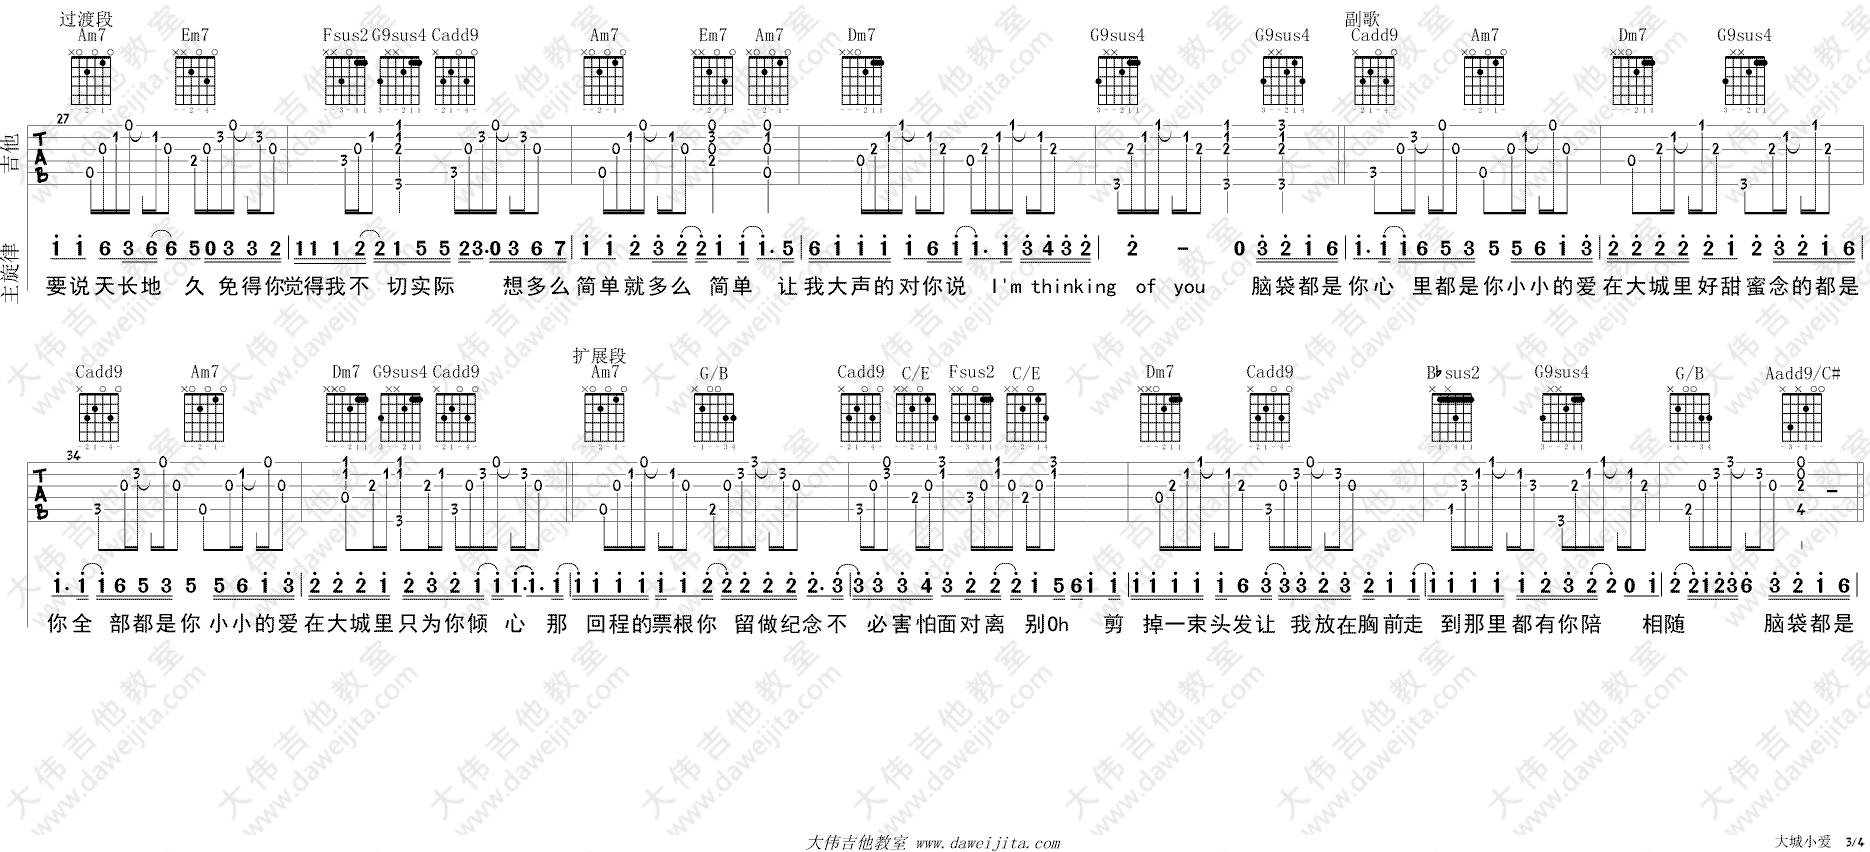 过渡段 副歌
Am7 Em7 Fsus2 G9sus4 Cadd9 Am7 Em7 Am7 Dm7 G9sus4 G9sus4 Cadd9 Am7 Dm7 G9sus4
27
吉他
TAB
主旋律
要说天长地 久 免得你觉得我不 切实际 想多么简单就多么 简单 让我大声的对你说 I'm thinking of you 脑袋都是你心 里都是你小小的爱在大城里好甜蜜念的都是
扩展段
Cadd9 Am7 Dm7 G9sus4 Cadd9 Am7 G/B Cadd9 C/E Fsus2 C/E Dm7 Cadd9 B♭sus2 G9sus4 G/B Aadd9/C#
34
TAB
你全 部都是你 小小的爱在大城里只为你倾 心 那 回程的票根你 留做纪念不 必害怕面对离 别Oh 剪 掉一束头发让 我放在胸前走 到那里都有你陪 相随 脑袋都是
大伟吉他教室 www.daweijita.com
大城小爱 3/4